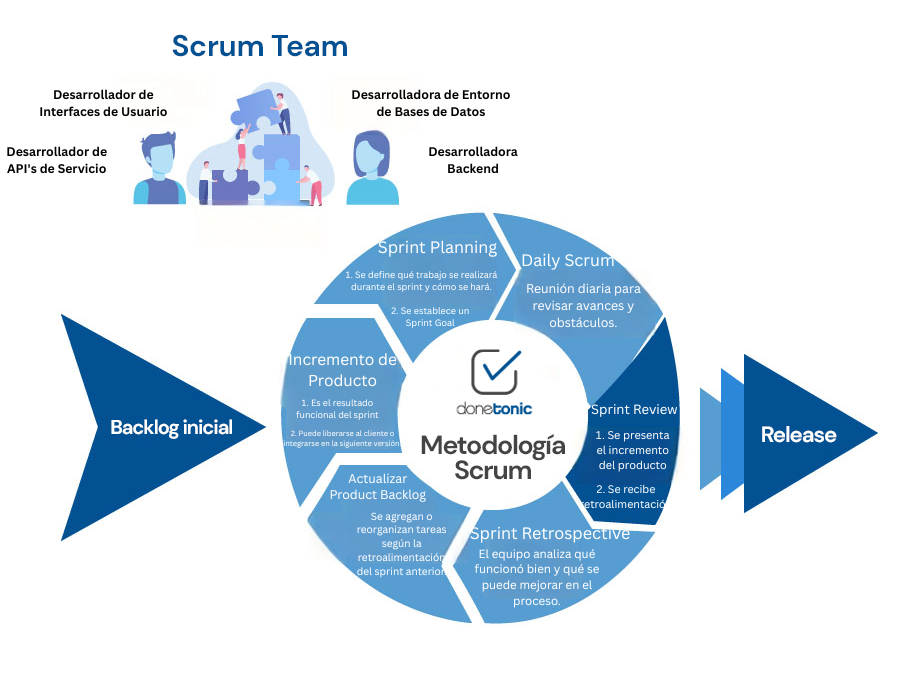 Scrum Team
Desarrollador de
Interfaces de Usuario
Desarrolladora de Entorno
de Bases de Datos
Desarrollador de
API's de Servicio
Desarrolladora
Backend
Sprint Planning
1. Se define qué trabajo se realizará
durante el sprint y cómo se hará.
2. Se establece un
Sprint Goal
Daily Scrum
Reunión diaria para
revisar avances y
obstáculos.
Incremento de
Producto
1. Es el resultado
funcional del sprint
2. Puede liberarse al cliente o
integrarse en la siguiente versión
donetonic
Metodología
Scrum
Sprint Review
1. Se presenta
el incremento
del producto
2. Se recibe
retroalimentació
Backlog inicial
Release
Actualizar
Product Backlog
Se agregan o
reorganizan tareas
según la
retroalimentación
del sprint anterior
Sprint Retrospective
El equipo analiza qué
funcionó bien y qué se
puede mejorar en el
proceso.